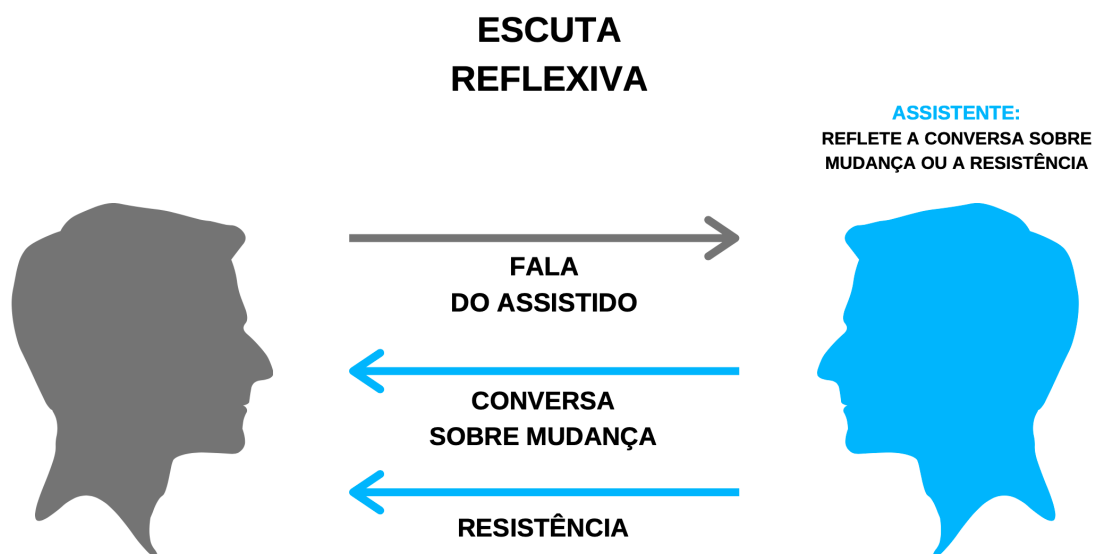 ESCUTA
REFLEXIVA
ASSISTENTE:
REFLETE A CONVERSA SOBRE
MUDANÇA OU A RESISTÊNCIA
FALA
DO ASSISTIDO
CONVERSA
SOBRE MUDANÇA
RESISTÊNCIA